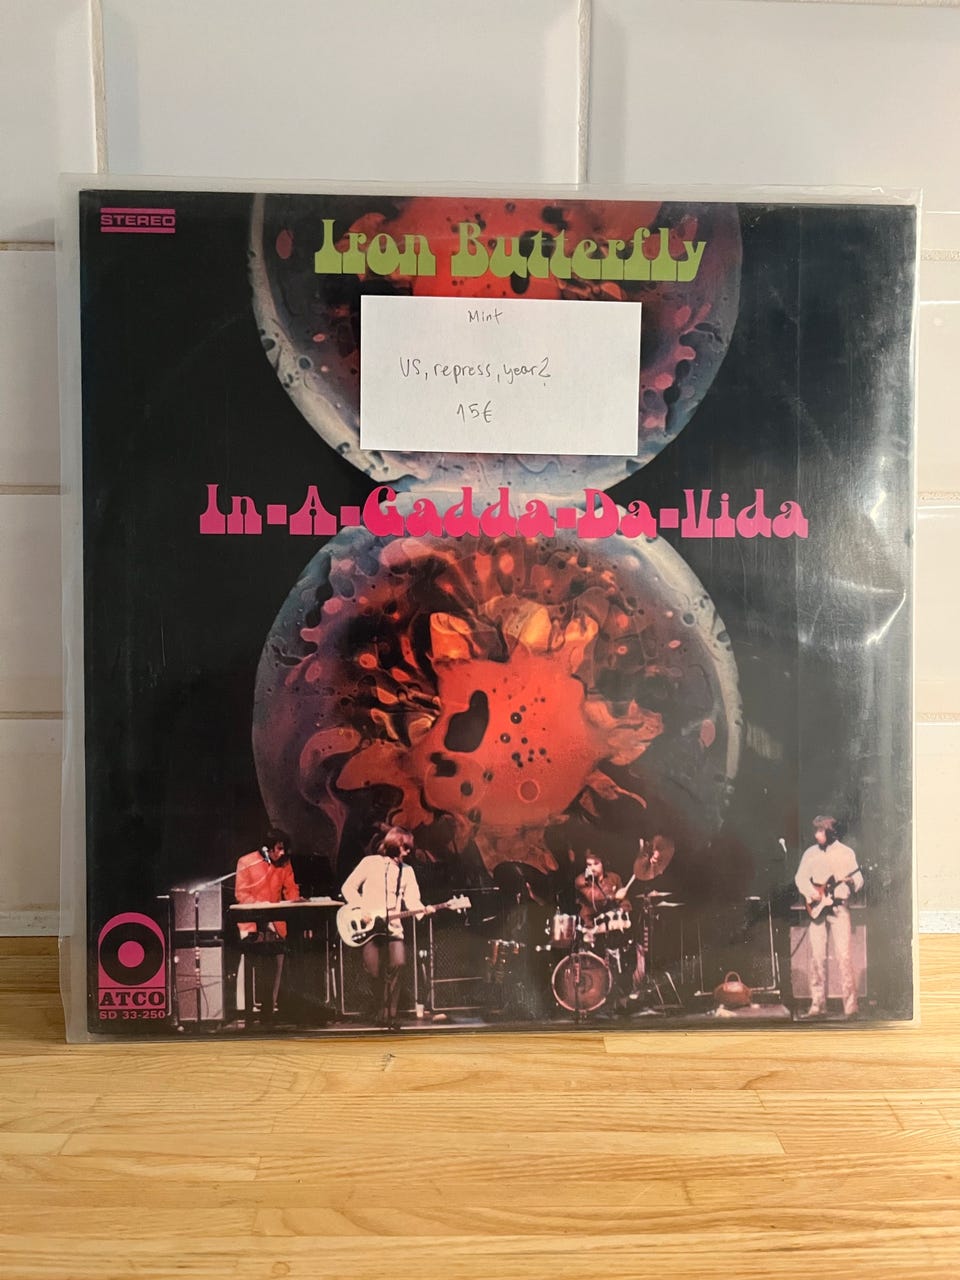 STEREO
Iron Butterfly
Mint
US, repress, year?
15€
In-A-Gadda-Da-Vida
ATCO
SD 33-250